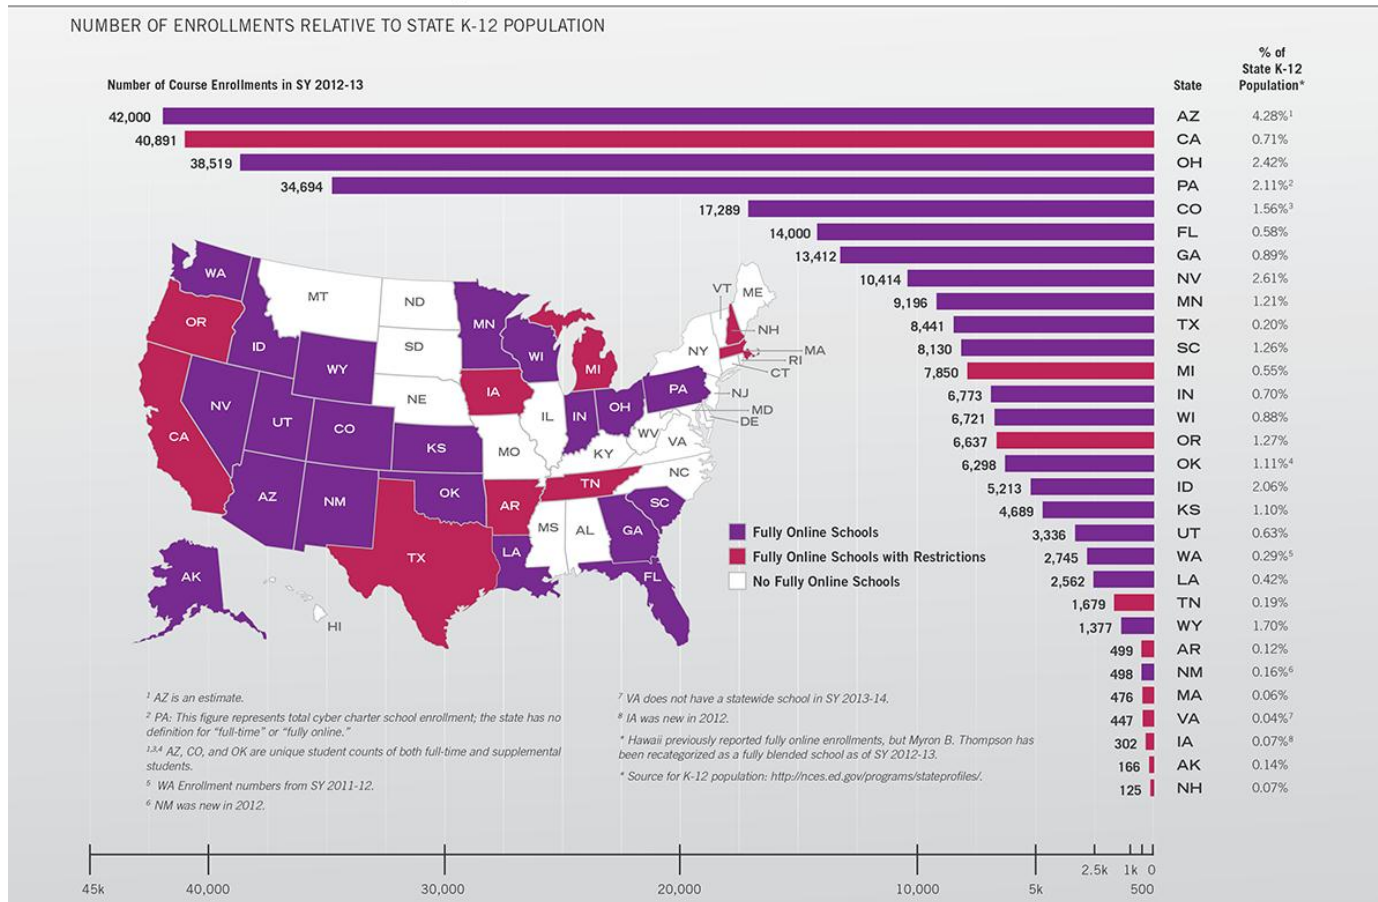 NUMBER OF ENROLLMENTS RELATIVE TO STATE K-12 POPULATION
Number of Course Enrollments in SY 2012-13
State
% of
State K-12
Population*
42,000 AZ 4.28%¹
40,891 CA 0.71%
38,519 OH 2.42%
34,694 PA 2.11%²
17,289 CO 1.56%³
14,000 FL 0.58%
13,412 GA 0.89%
10,414 NV 2.61%
9,196 MN 1.21%
8,441 TX 0.20%
8,130 SC 1.26%
7,850 MI 0.55%
6,773 IN 0.70%
6,721 WI 0.88%
6,637 OR 1.27%
6,298 OK 1.11%⁴
5,213 ID 2.06%
4,689 KS 1.10%
3,336 UT 0.63%
2,745 WA 0.29%⁵
2,562 LA 0.42%
1,679 TN 0.19%
1,377 WY 1.70%
499 AR 0.12%
498 NM 0.16%⁶
476 MA 0.06%
447 VA 0.04%⁷
302 IA 0.07%⁸
166 AK 0.14%
125 NH 0.07%
WA
MT
ND
MN
VT
ME
OR
ID
SD
WI
NH
WY
MI
NY
MA
RI
CT
NE
IA
PA
NJ
NV
UT
CO
IL
IN
OH
MD
DE
CA
KS
MO
WV
VA
KY
NC
AZ
NM
OK
AR
TN
SC
MS
AL
GA
TX
LA
FL
AK
HI
Fully Online Schools
Fully Online Schools with Restrictions
No Fully Online Schools
¹ AZ is an estimate.
² PA: This figure represents total cyber charter school enrollment; the state has no
definition for "full-time" or "fully online."
¹,³,⁴ AZ, CO, and OK are unique student counts of both full-time and supplemental
students.
⁵ WA Enrollment numbers from SY 2011-12.
⁶ NM was new in 2012.
⁷ VA does not have a statewide school in SY 2013-14.
⁸ IA was new in 2012.
* Hawaii previously reported fully online enrollments, but Myron B. Thompson has
been recategorized as a fully blended school as of SY 2012-13.
* Source for K-12 population: http://nces.ed.gov/programs/stateprofiles/.
45k 40,000 30,000 20,000 10,000 5k 2.5k 1k 500 0